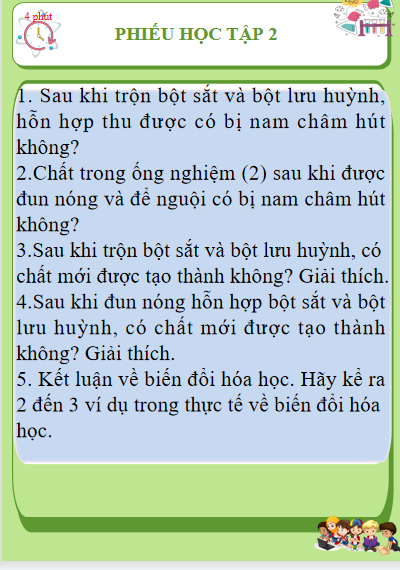 4 phút
PHIẾU HỌC TẬP 2
1. Sau khi trộn bột sắt và bột lưu huỳnh,
hỗn hợp thu được có bị nam châm hút
không?
2.Chất trong ống nghiệm (2) sau khi được
đun nóng và để nguội có bị nam châm hút
không?
3.Sau khi trộn bột sắt và bột lưu huỳnh, có
chất mới được tạo thành không? Giải thích.
4.Sau khi đun nóng hỗn hợp bột sắt và bột
lưu huỳnh, có chất mới được tạo thành
không? Giải thích.
5. Kết luận về biến đổi hóa học. Hãy kể ra
2 đến 3 ví dụ trong thực tế về biến đổi hóa
học.